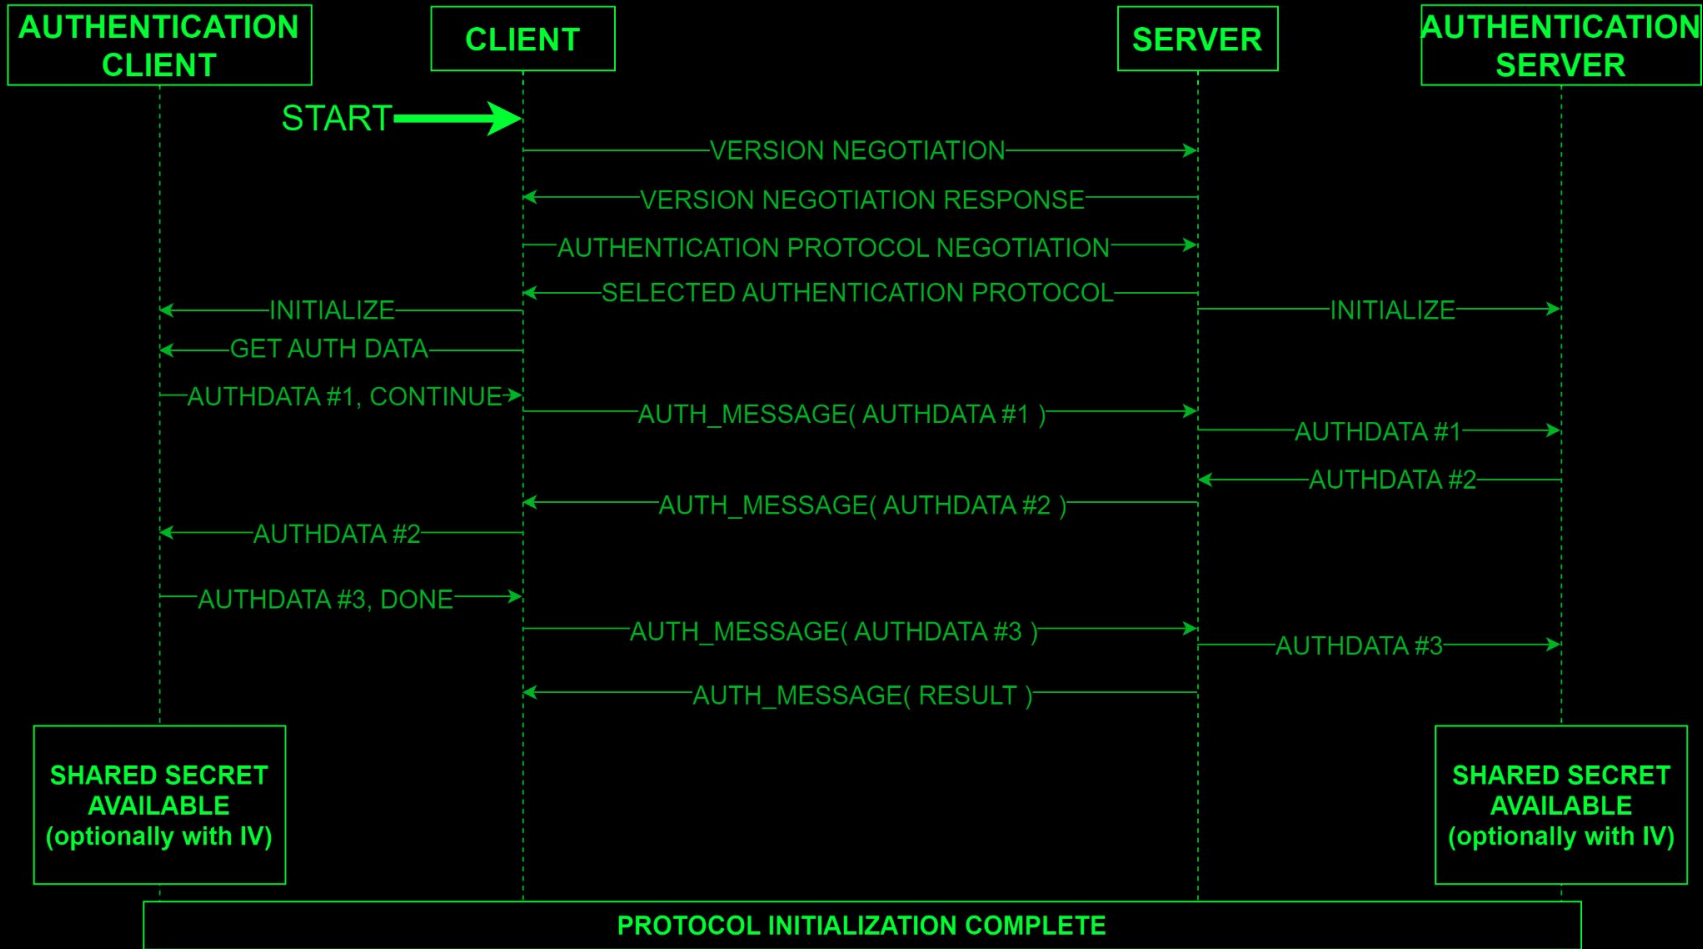 AUTHENTICATION
CLIENT
CLIENT
SERVER
AUTHENTICATION
SERVER
START
VERSION NEGOTIATION
VERSION NEGOTIATION RESPONSE
AUTHENTICATION PROTOCOL NEGOTIATION
SELECTED AUTHENTICATION PROTOCOL
INITIALIZE
INITIALIZE
GET AUTH DATA
AUTHDATA #1, CONTINUE
AUTH_MESSAGE( AUTHDATA #1 )
AUTHDATA #1
AUTHDATA #2
AUTH_MESSAGE( AUTHDATA #2 )
AUTHDATA #2
AUTHDATA #3, DONE
AUTH_MESSAGE( AUTHDATA #3 )
AUTHDATA #3
AUTH_MESSAGE( RESULT )
SHARED SECRET
AVAILABLE
(optionally with IV)
SHARED SECRET
AVAILABLE
(optionally with IV)
PROTOCOL INITIALIZATION COMPLETE